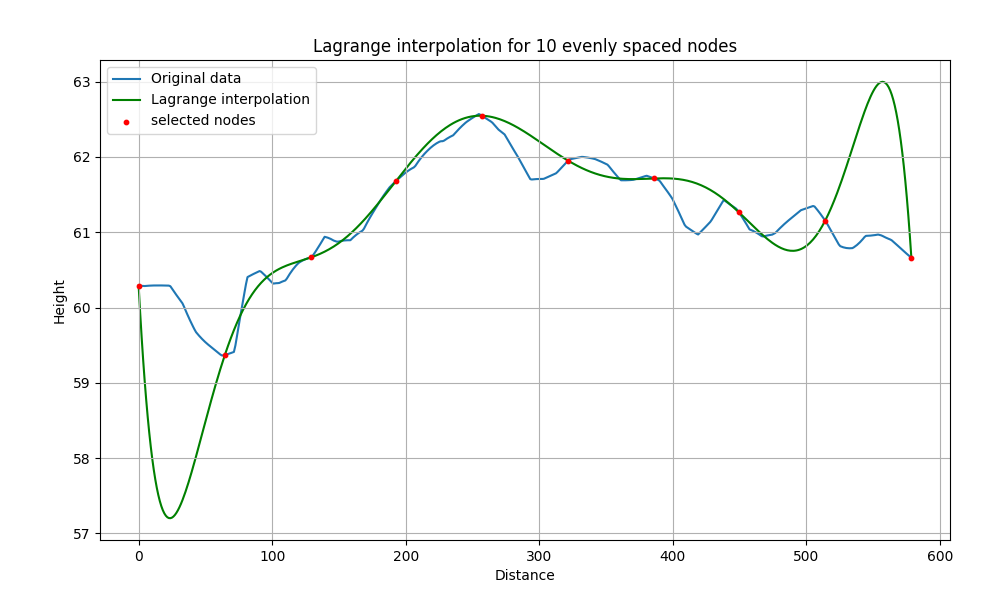 Lagrange interpolation for 10 evenly spaced nodes
Original data
Lagrange interpolation
selected nodes
63
62
61
60
59
58
57
Height
0 100 200 300 400 500 600
Distance